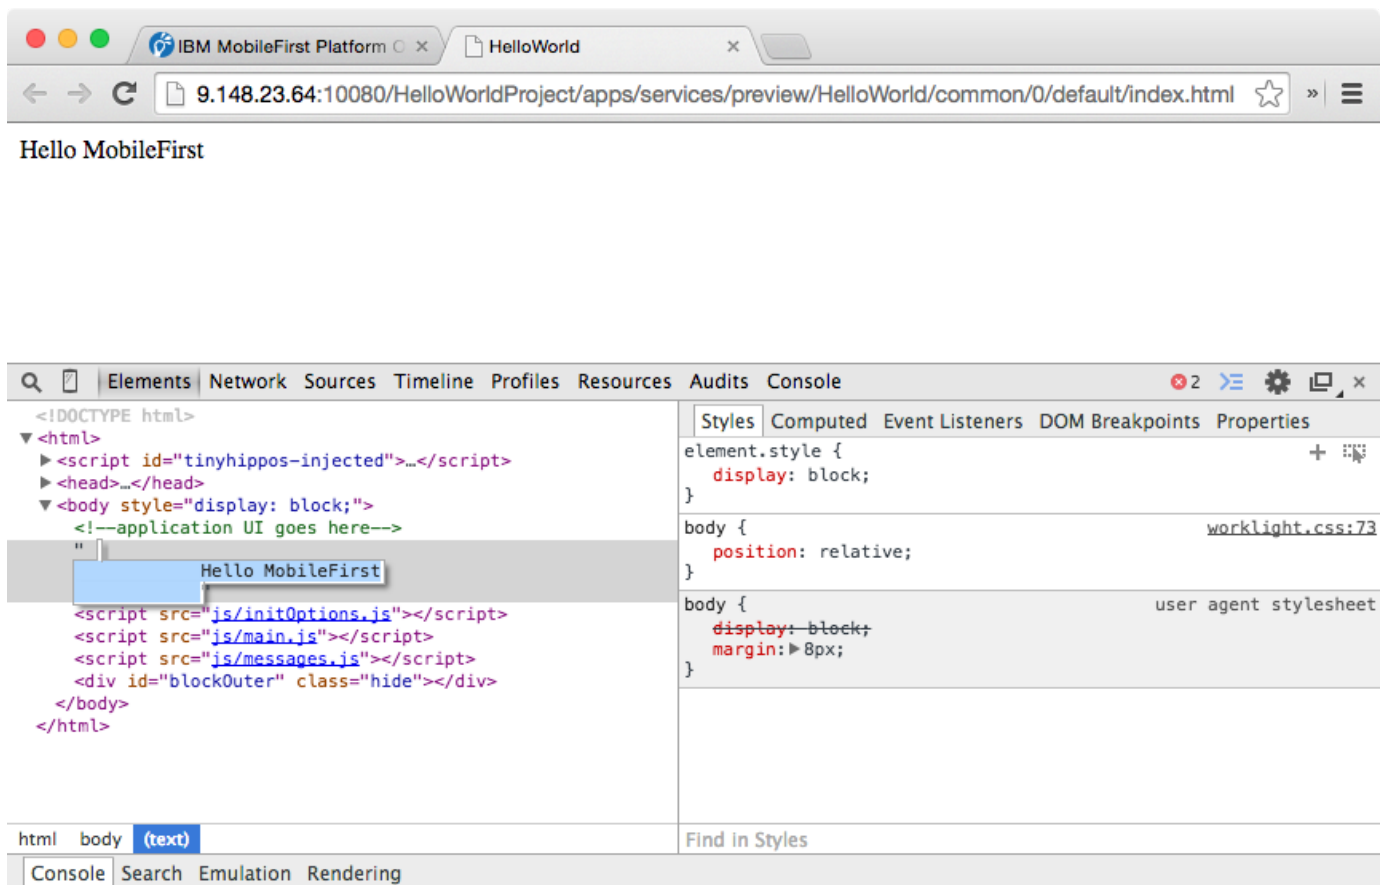 IBM MobileFirst Platform C ×
HelloWorld ×
9.148.23.64:10080/HelloWorldProject/apps/services/preview/HelloWorld/common/0/default/index.html »
Hello MobileFirst
Elements Network Sources Timeline Profiles Resources Audits Console 2 ×
<!DOCTYPE html>
▼<html>
▶<script id="tinyhippos-injected">…</script>
▶<head>…</head>
▼<body style="display: block;">
<!--application UI goes here-->
"
Hello MobileFirst
"
<script src="js/initOptions.js"></script>
<script src="js/main.js"></script>
<script src="js/messages.js"></script>
<div id="blockOuter" class="hide"></div>
</body>
</html>
html body (text)
Styles Computed Event Listeners DOM Breakpoints Properties
element.style { +
display: block;
}
body { worklight.css:73
position: relative;
}
body { user agent stylesheet
display: block;
margin:▶8px;
}
Find in Styles
Console Search Emulation Rendering